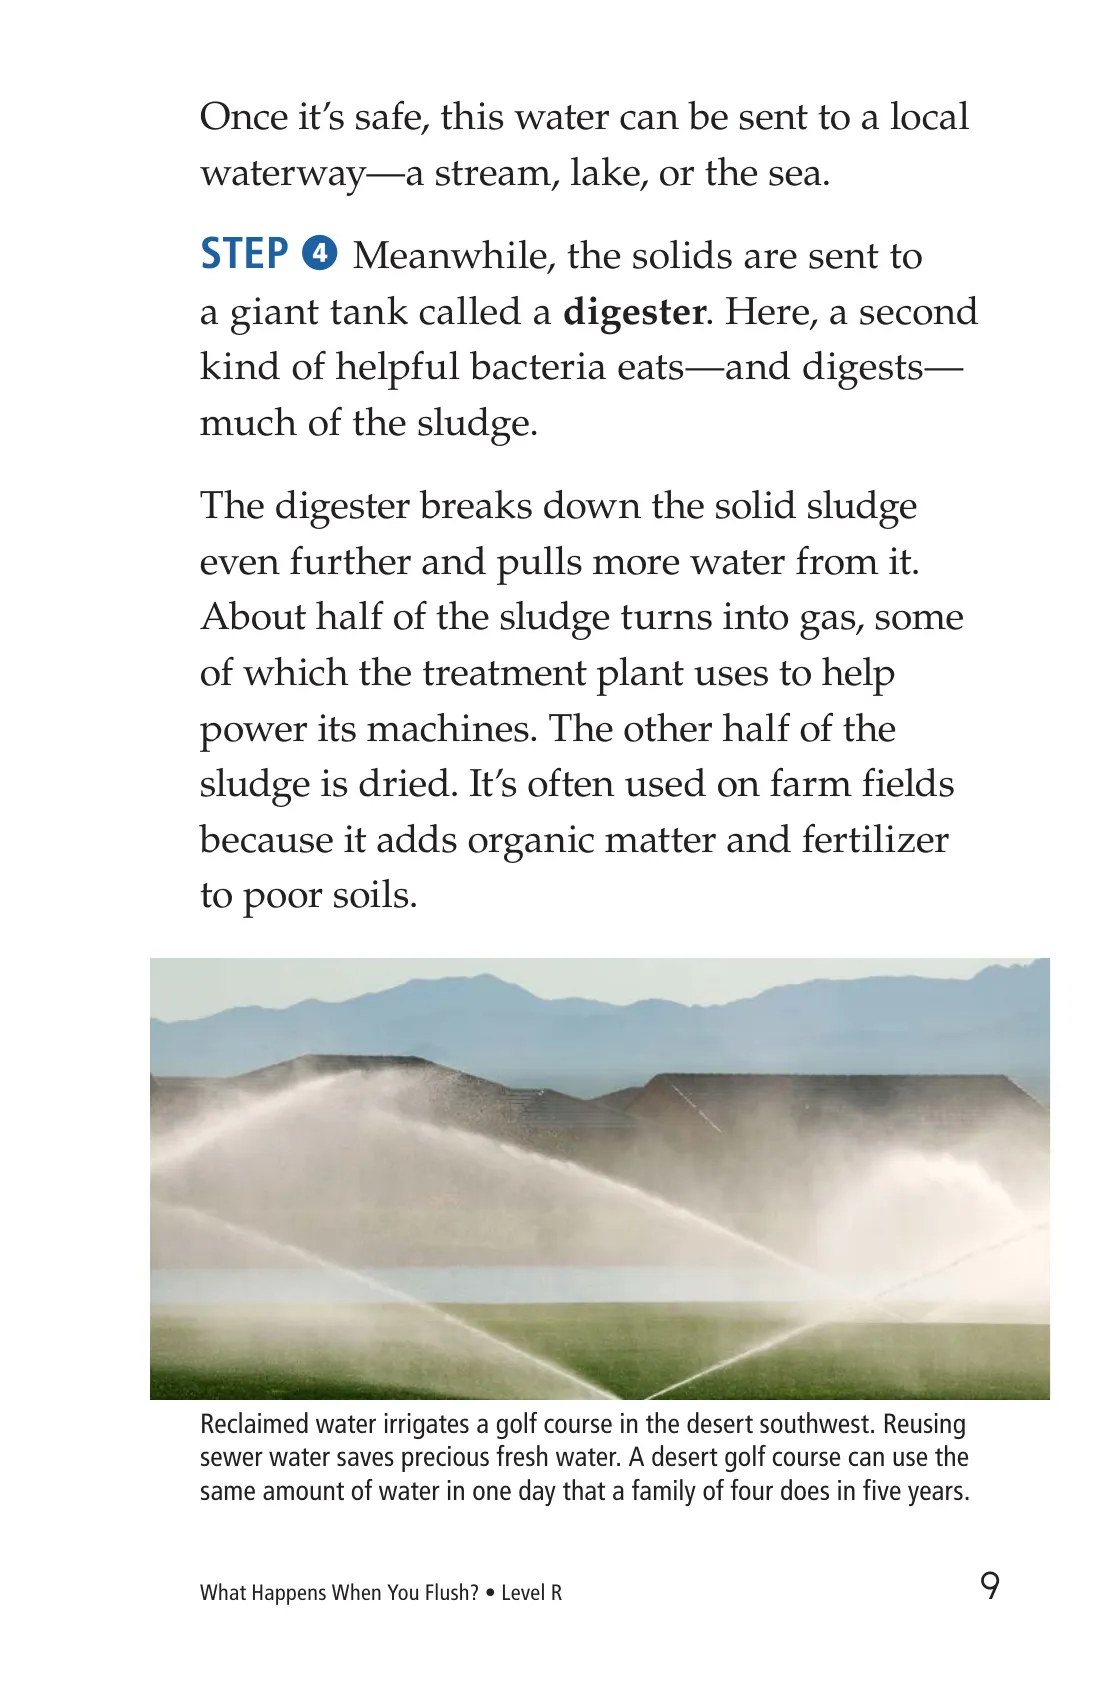 Once it’s safe, this water can be sent to a local
waterway—a stream, lake, or the sea.
STEP 4 Meanwhile, the solids are sent to
a giant tank called a digester. Here, a second
kind of helpful bacteria eats—and digests—
much of the sludge.
The digester breaks down the solid sludge
even further and pulls more water from it.
About half of the sludge turns into gas, some
of which the treatment plant uses to help
power its machines. The other half of the
sludge is dried. It’s often used on farm fields
because it adds organic matter and fertilizer
to poor soils.
Reclaimed water irrigates a golf course in the desert southwest. Reusing
sewer water saves precious fresh water. A desert golf course can use the
same amount of water in one day that a family of four does in five years.
What Happens When You Flush? • Level R
9